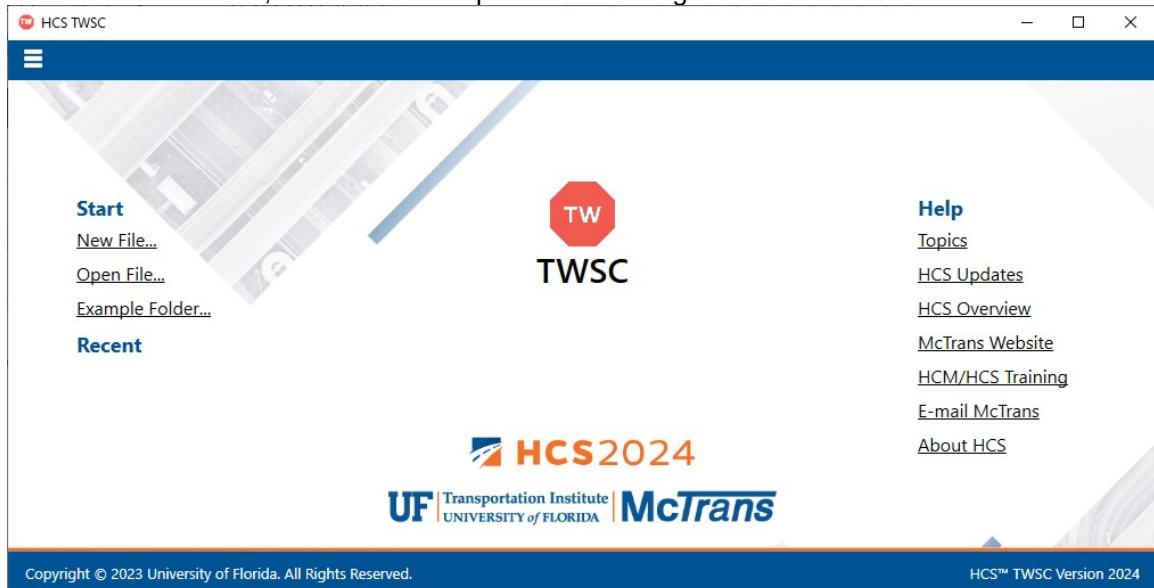 HCS TWSC
Start
New File...
Open File...
Example Folder...
Recent
TW
TWSC
HCS2024
UF Transportation Institute
UNIVERSITY of FLORIDA
McTrans
Help
Topics
HCS Updates
HCS Overview
McTrans Website
HCM/HCS Training
E-mail McTrans
About HCS
Copyright © 2023 University of Florida. All Rights Reserved.
HCS™ TWSC Version 2024